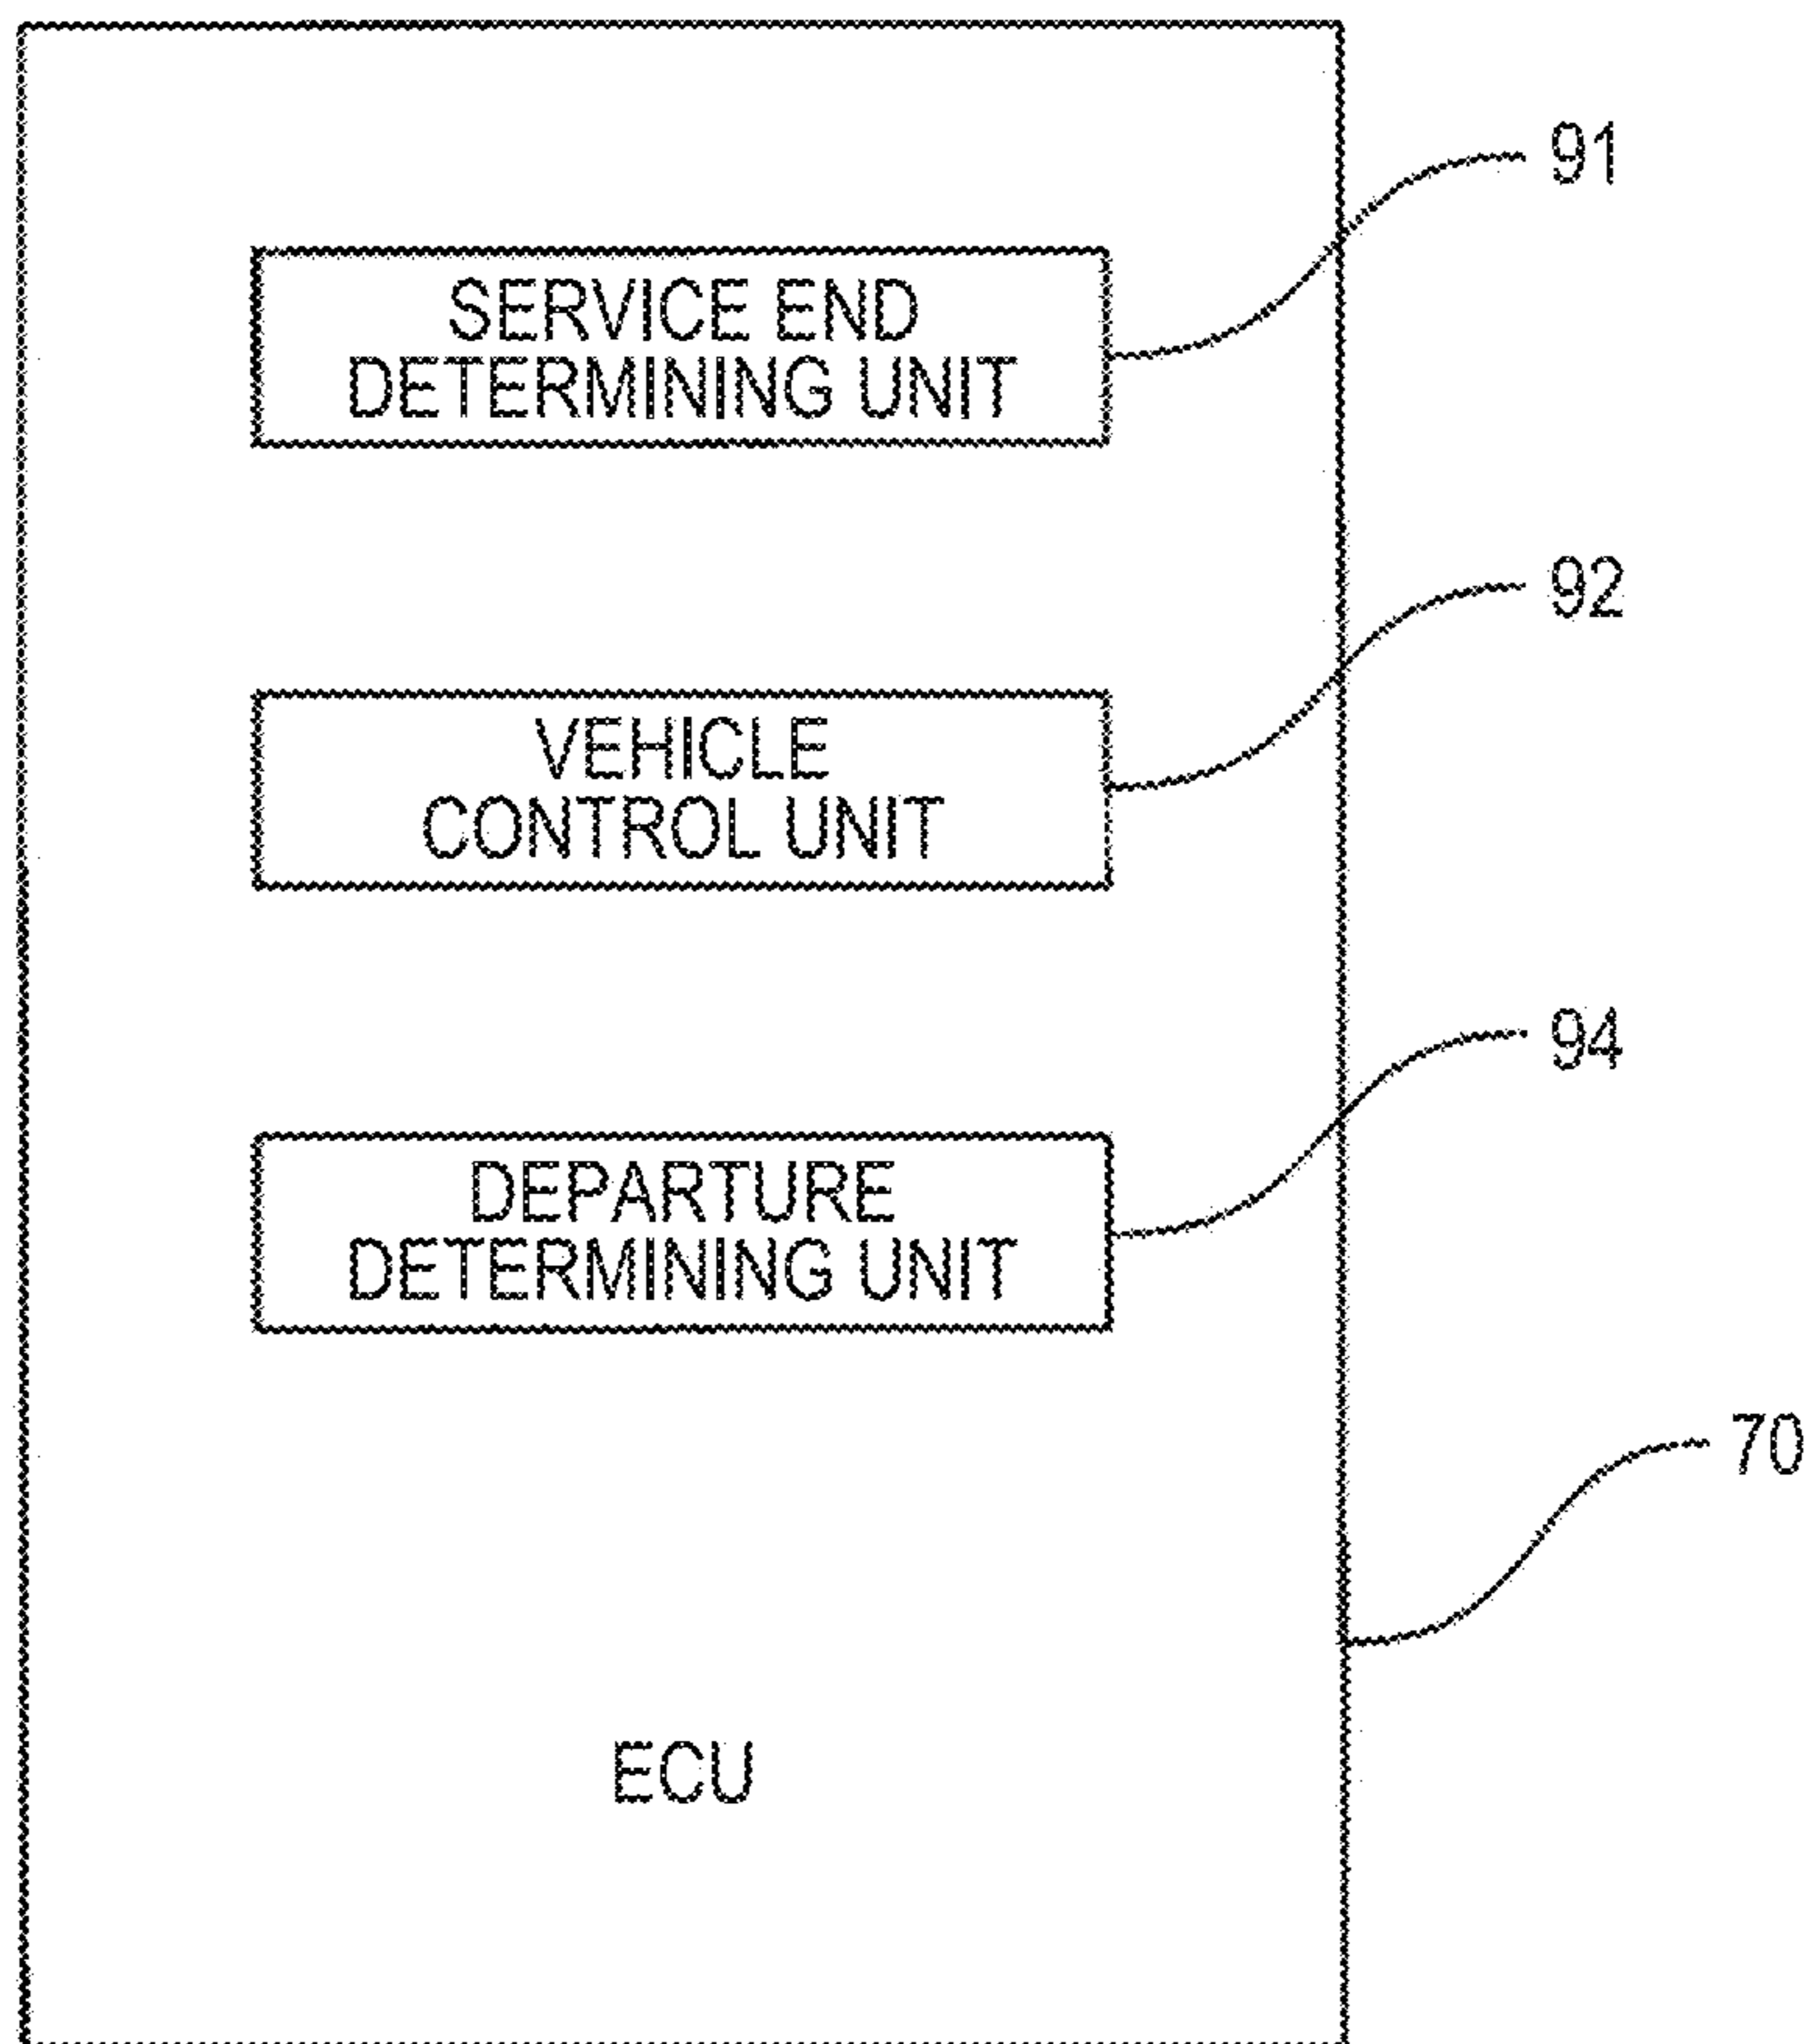 91
SERVICE END
DETERMINING UNIT
92
VEHICLE
CONTROL UNIT
94
DEPARTURE
DETERMINING UNIT
70
ECU